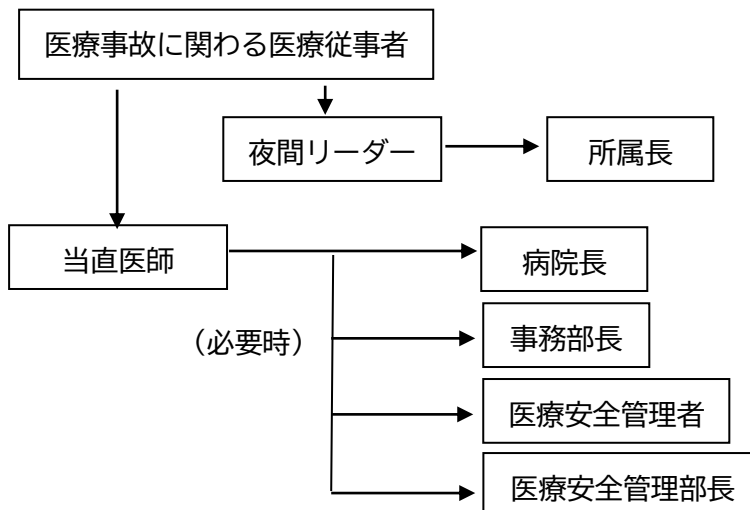 医療事故に関わる医療従事者
夜間リーダー
所属長
当直医師
病院長
（必要時）
事務部長
医療安全管理者
医療安全管理部長